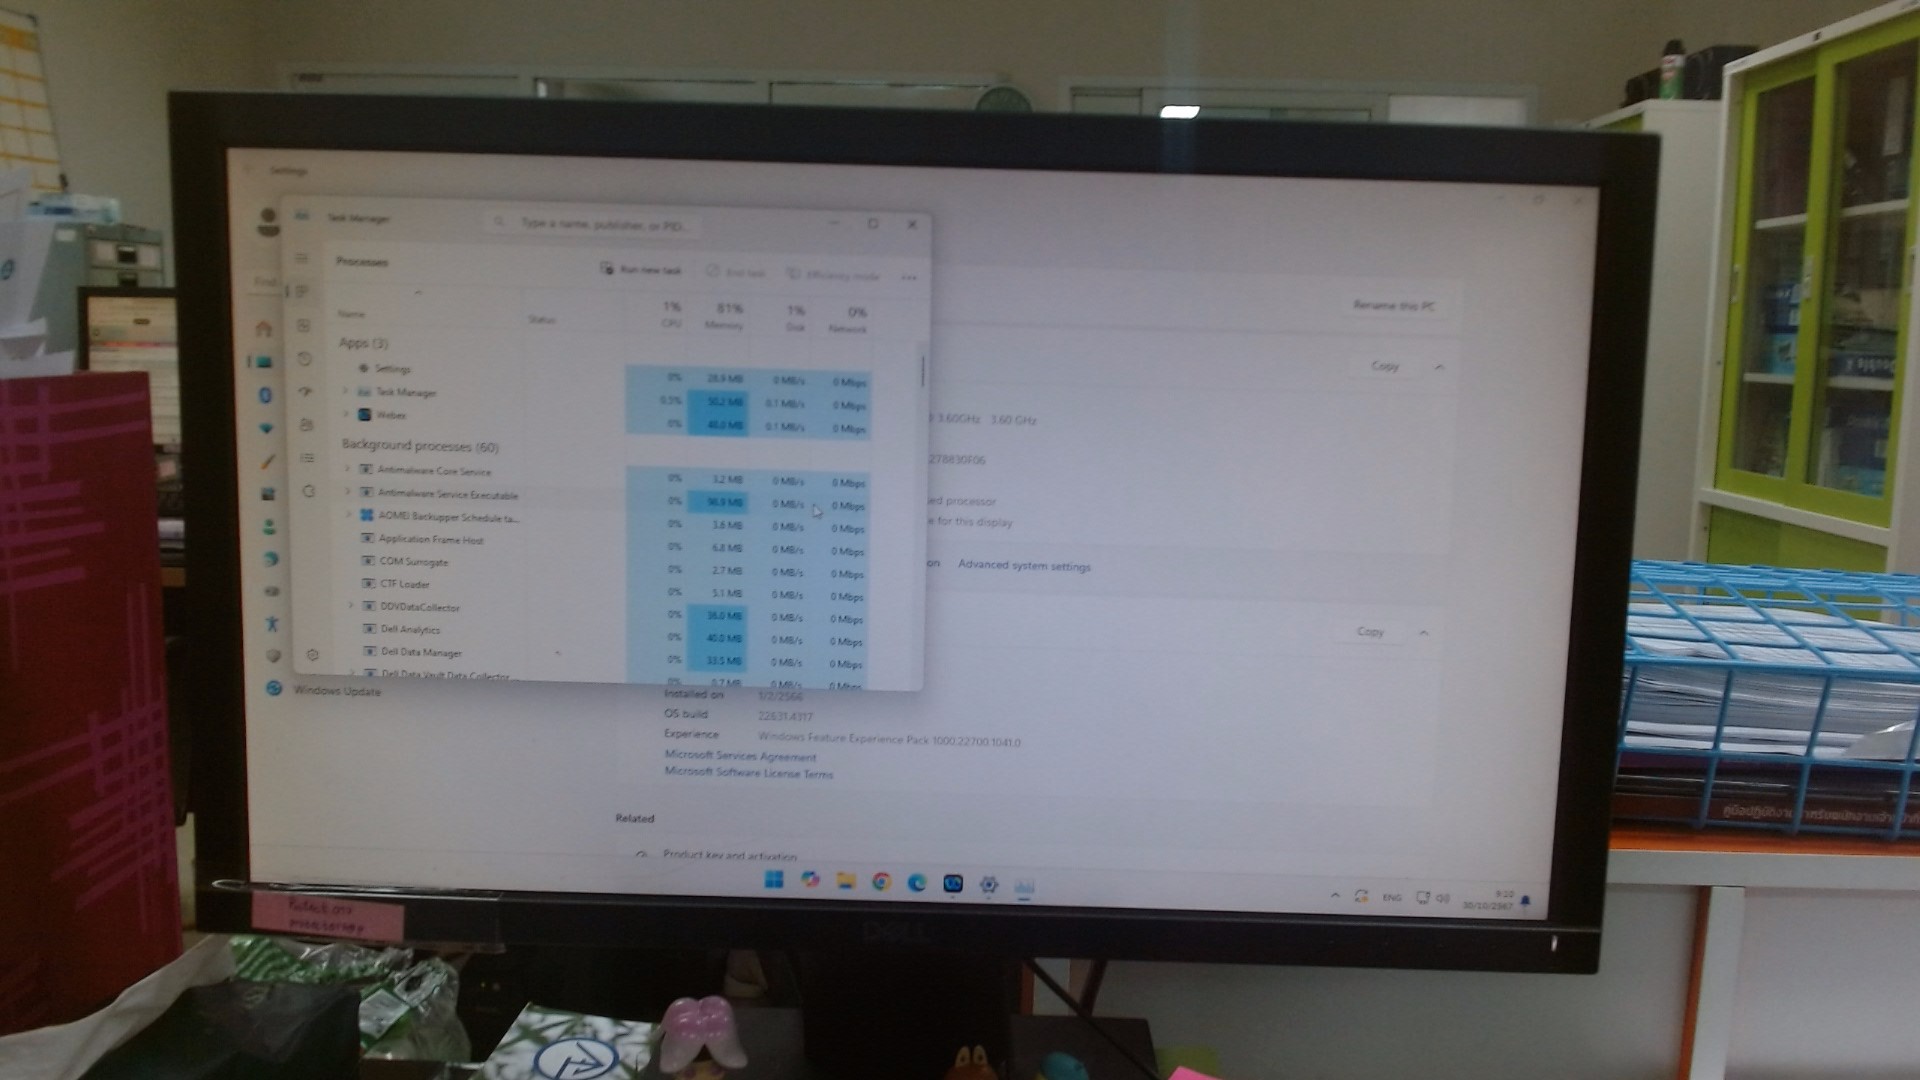 Settings
Task Manager
Type a name, publisher, or PID...
Processes
Run new task
End task
Efficiency mode
Find
Rename this PC
Name
Status
1%
CPU
81%
Memory
1%
Disk
0%
Network
Apps (3)
Settings 0% 28.9 MB 0 MB/s 0 Mbps
Task Manager 50.2 MB 0.1 MB/s 0 Mbps
Webex 0% 0.1 MB/s 0 Mbps
Copy
3.60GHz 3.60 GHz
Background processes (60)
Antimalware Core Service 0% 3.2 MB 0 MB/s 0 Mbps
Antimalware Service Executable 0% 0 MB/s 0 Mbps
AOMEI Backupper Schedule ta... 0% 3.6 MB 0 MB/s 0 Mbps
Application Frame Host 0% 6.8 MB 0 MB/s 0 Mbps
COM Surrogate 0% 2.7 MB 0 MB/s 0 Mbps
CTF Loader 0% 5.1 MB 0 MB/s 0 Mbps
DDVDataCollector 0% 36.0 MB 0 MB/s 0 Mbps
Dell Analytics 0% 40.0 MB 0 MB/s 0 Mbps
Dell Data Manager 0% 33.5 MB 0 MB/s 0 Mbps
Dell Data Vault Data Collector 0% 0.7 MB 0 MB/s 0 Mbps
278830F06
ed processor
e for this display
on Advanced system settings
Copy
Windows Update
Installed on 1/2/2566
OS build 22631.4317
Experience Windows Feature Experience Pack 1000.22700.1041.0
Microsoft Services Agreement
Microsoft Software License Terms
Related
Product key and activation
ENG
9:20
30/10/2567
DELL